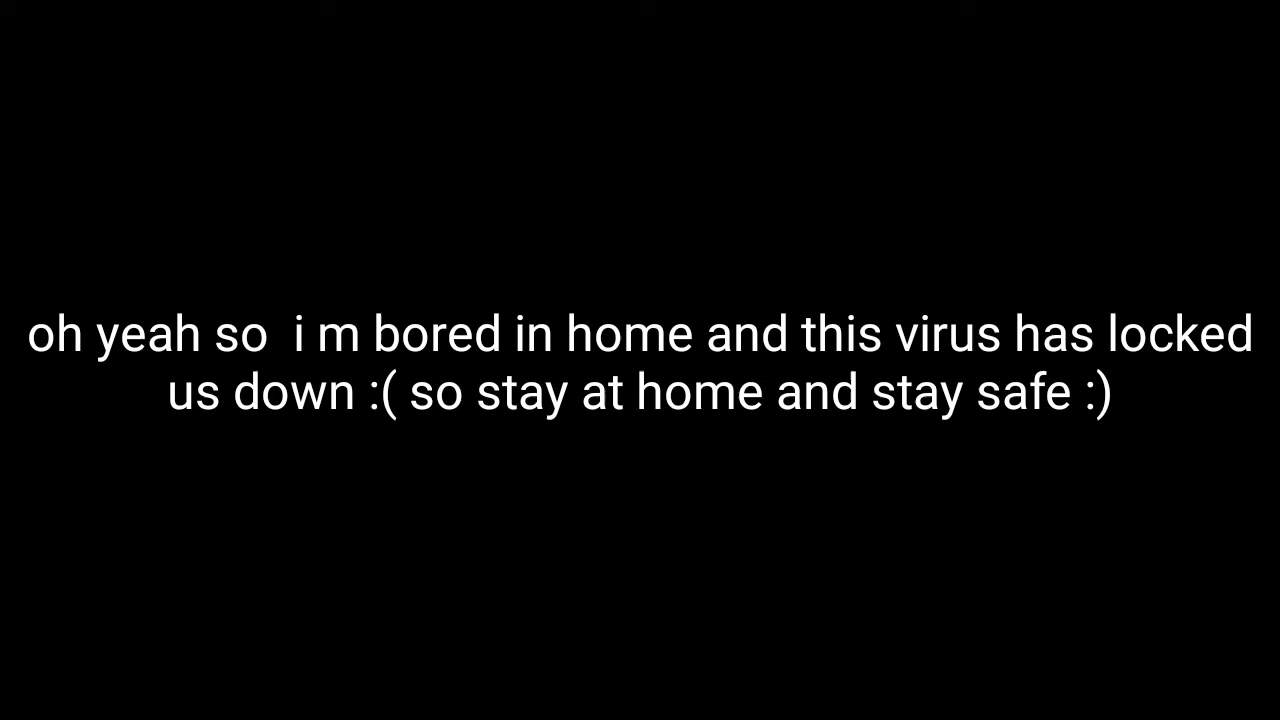 oh yeah so  i m bored in home and this virus has locked
us down :( so stay at home and stay safe :)